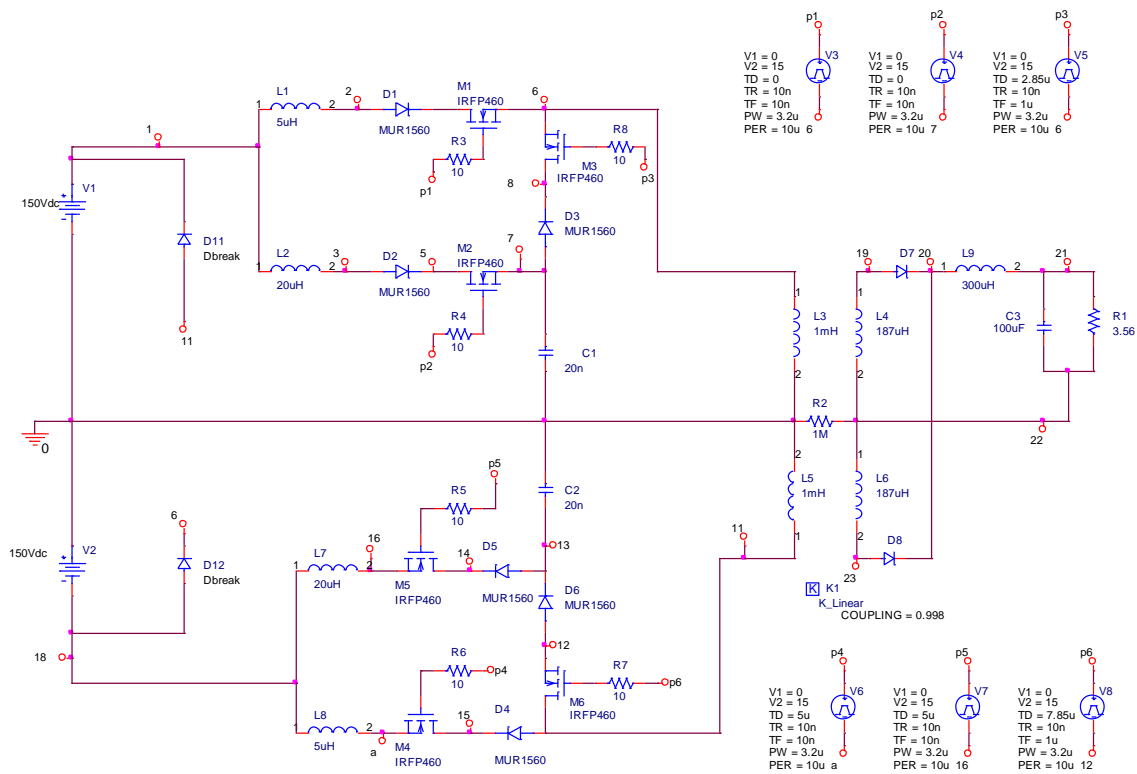 p1
p2
p3
V1 = 0
V2 = 15
TD = 0
TR = 10n
TF = 10n
PW = 3.2u
PER = 10u
6
V3
V1 = 0
V2 = 15
TD = 0
TR = 10n
TF = 10n
PW = 3.2u
PER = 10u
7
V4
V1 = 0
V2 = 15
TD = 2.85u
TR = 10n
TF = 1u
PW = 3.2u
PER = 10u
6
V5
L1
1
2
5uH
2
D1
MUR1560
M1
IRFP460
6
R3
10
p1
R8
10
p3
M3
IRFP460
8
D3
MUR1560
1
V1
150Vdc
D11
Dbreak
11
L2
1
2
20uH
3
D2
MUR1560
5
M2
IRFP460
7
R4
10
p2
C1
20n
1
L3
1mH
2
1
L4
187uH
2
19
D7
20
L9
1
2
300uH
21
C3
100uF
R1
3.56
0
R2
1M
22
2
L5
1mH
1
11
1
L6
187uH
2
D8
23
K
K1
K_Linear
COUPLING = 0.998
p5
R5
10
C2
20n
13
6
D12
Dbreak
150Vdc
V2
18
L7
1
2
20uH
16
M5
IRFP460
14
D5
MUR1560
D6
MUR1560
12
R6
10
p4
R7
10
p6
M6
IRFP460
L8
1
2
5uH
a
M4
IRFP460
15
D4
MUR1560
p4
p5
p6
V1 = 0
V2 = 15
TD = 5u
TR = 10n
TF = 10n
PW = 3.2u
PER = 10u
a
V6
V1 = 0
V2 = 15
TD = 5u
TR = 10n
TF = 10n
PW = 3.2u
PER = 10u
16
V7
V1 = 0
V2 = 15
TD = 7.85u
TR = 10n
TF = 1u
PW = 3.2u
PER = 10u
12
V8